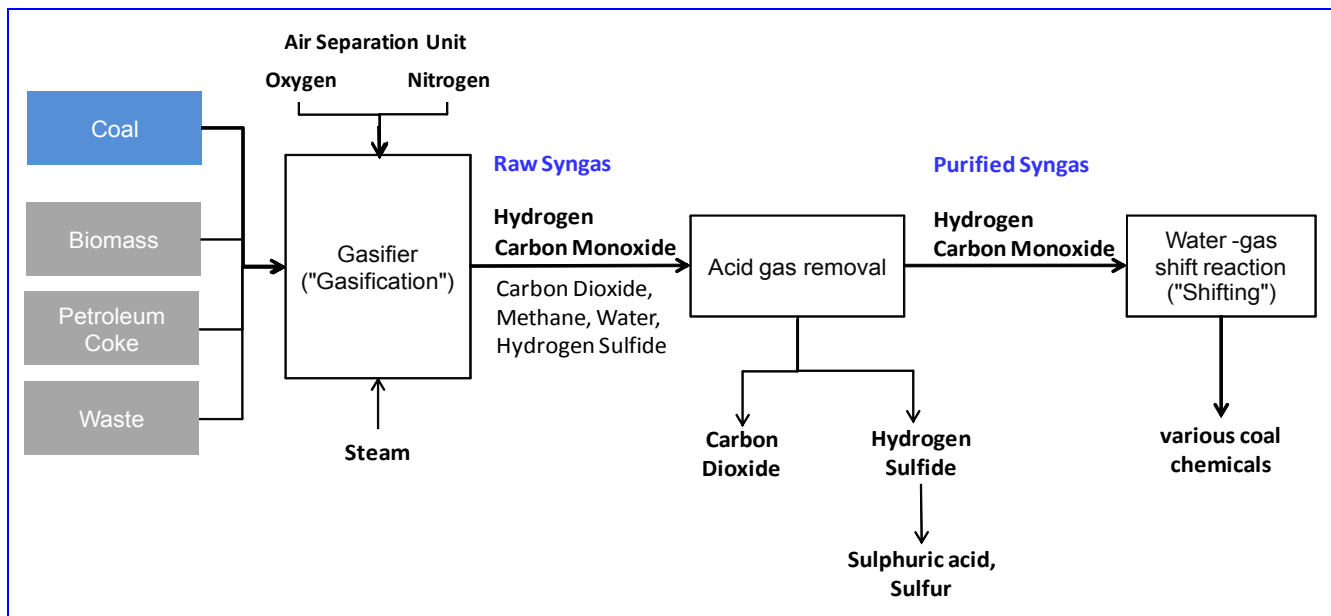 Air Separation Unit
Oxygen
Nitrogen
Coal
Biomass
Petroleum
Coke
Waste
Gasifier
("Gasification")
Steam
Raw Syngas
Hydrogen
Carbon Monoxide
Carbon Dioxide,
Methane, Water,
Hydrogen Sulfide
Acid gas removal
Carbon
Dioxide
Hydrogen
Sulfide
Sulphuric acid,
Sulfur
Purified Syngas
Hydrogen
Carbon Monoxide
Water -gas
shift reaction
("Shifting")
various coal
chemicals